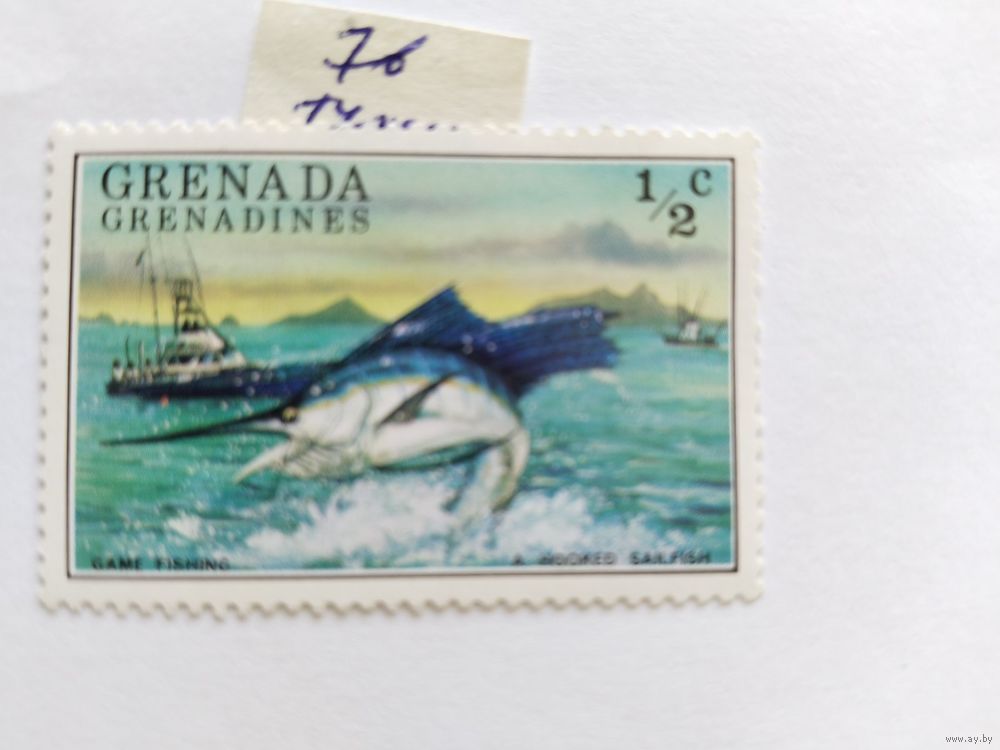 76
GRENADA
GRENADINES
1/2 c
GAME FISHING
A HOOKED SAILFISH
www.ay.by